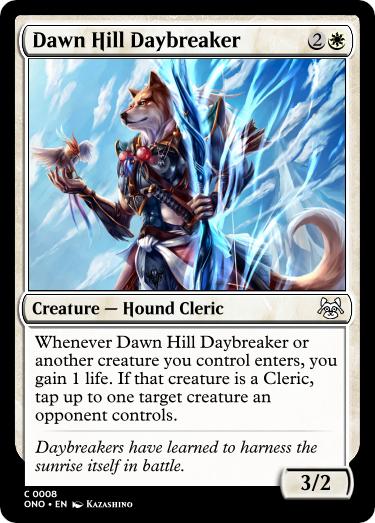 Dawn Hill Daybreaker 2
Creature — Hound Cleric
Whenever Dawn Hill Daybreaker or
another creature you control enters, you
gain 1 life. If that creature is a Cleric,
tap up to one target creature an
opponent controls.
Daybreakers have learned to harness the
sunrise itself in battle.
3/2
C 0008
ONO • EN Kazashino